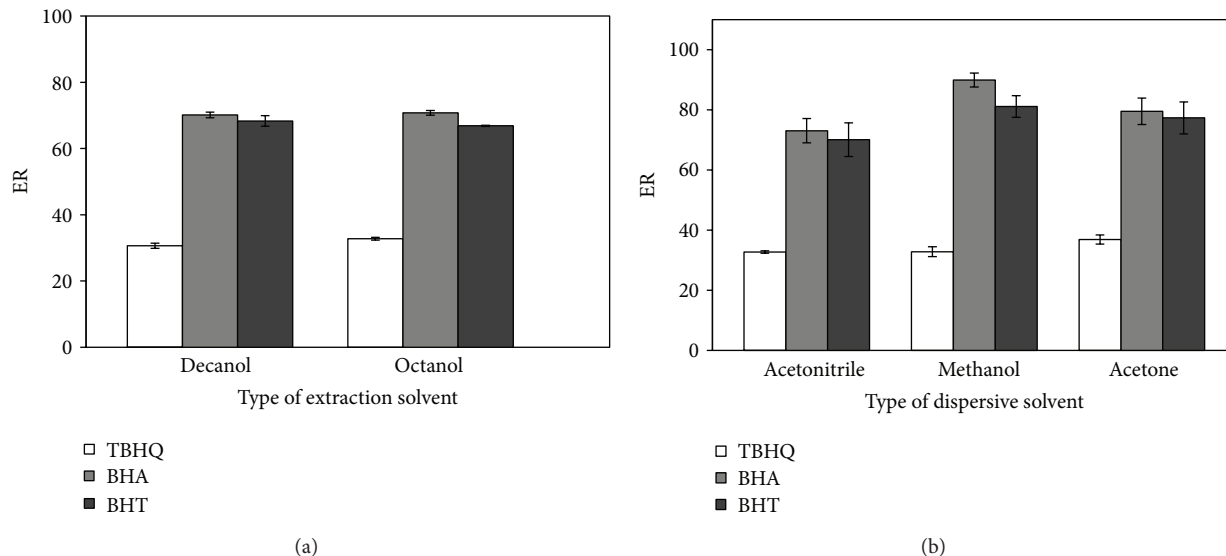 100
80
60
40
20
0
ER
Decanol
Octanol
Type of extraction solvent
TBHQ
BHA
BHT
(a)
100
80
60
40
20
0
ER
Acetonitrile
Methanol
Acetone
Type of dispersive solvent
TBHQ
BHA
BHT
(b)